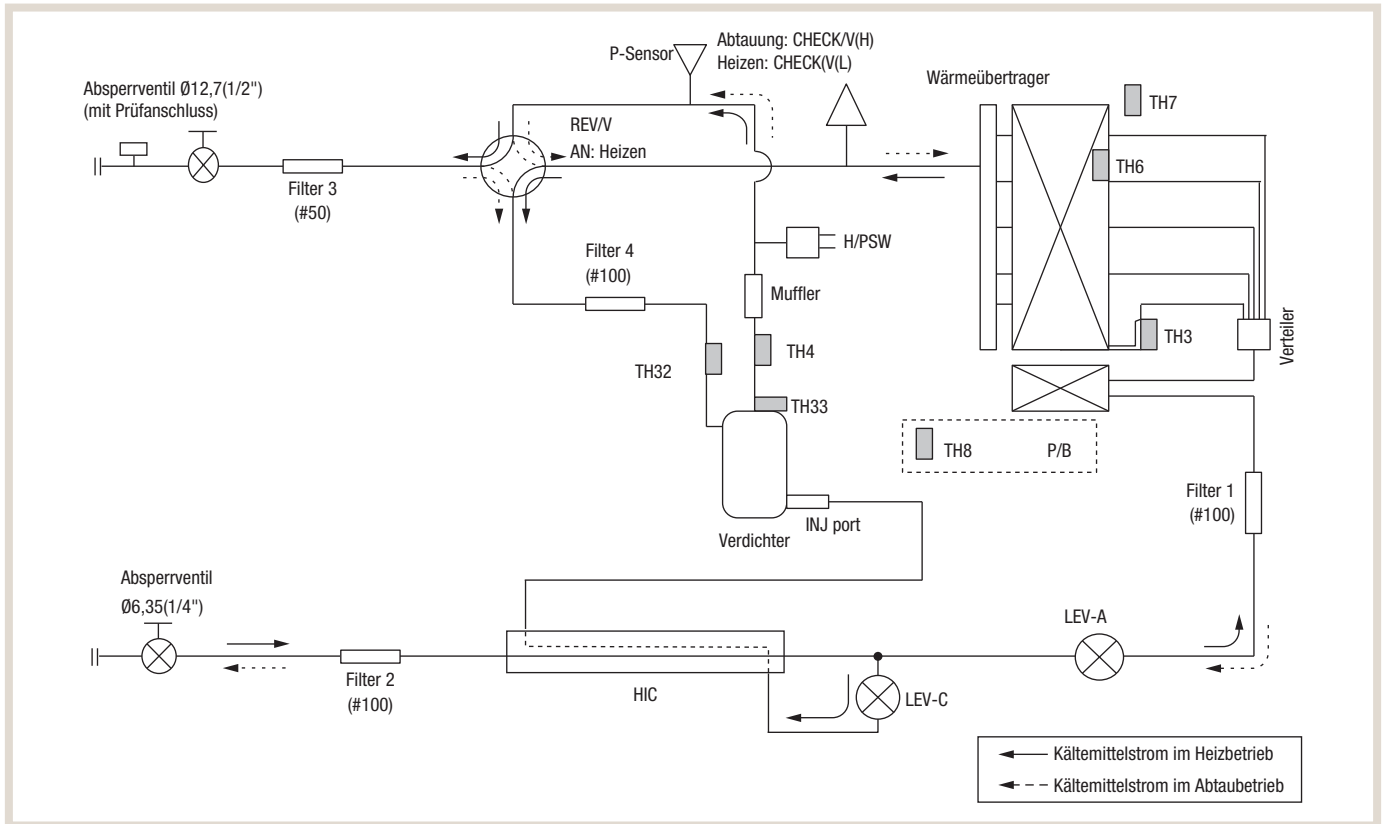 P-Sensor
Abtauung: CHECK/V(H)
Heizen: CHECK(V(L)
Absperrventil Ø12,7(1/2")
(mit Prüfanschluss)
Wärmeübertrager
TH7
REV/V
AN: Heizen
TH6
Filter 3
(#50)
H/PSW
Filter 4
(#100)
Muffler
TH3
Verteiler
TH32
TH4
TH33
TH8
P/B
Filter 1
(#100)
INJ port
Verdichter
Absperrventil
Ø6,35(1/4")
LEV-A
Filter 2
(#100)
HIC
LEV-C
Kältemittelstrom im Heizbetrieb
Kältemittelstrom im Abtaubetrieb